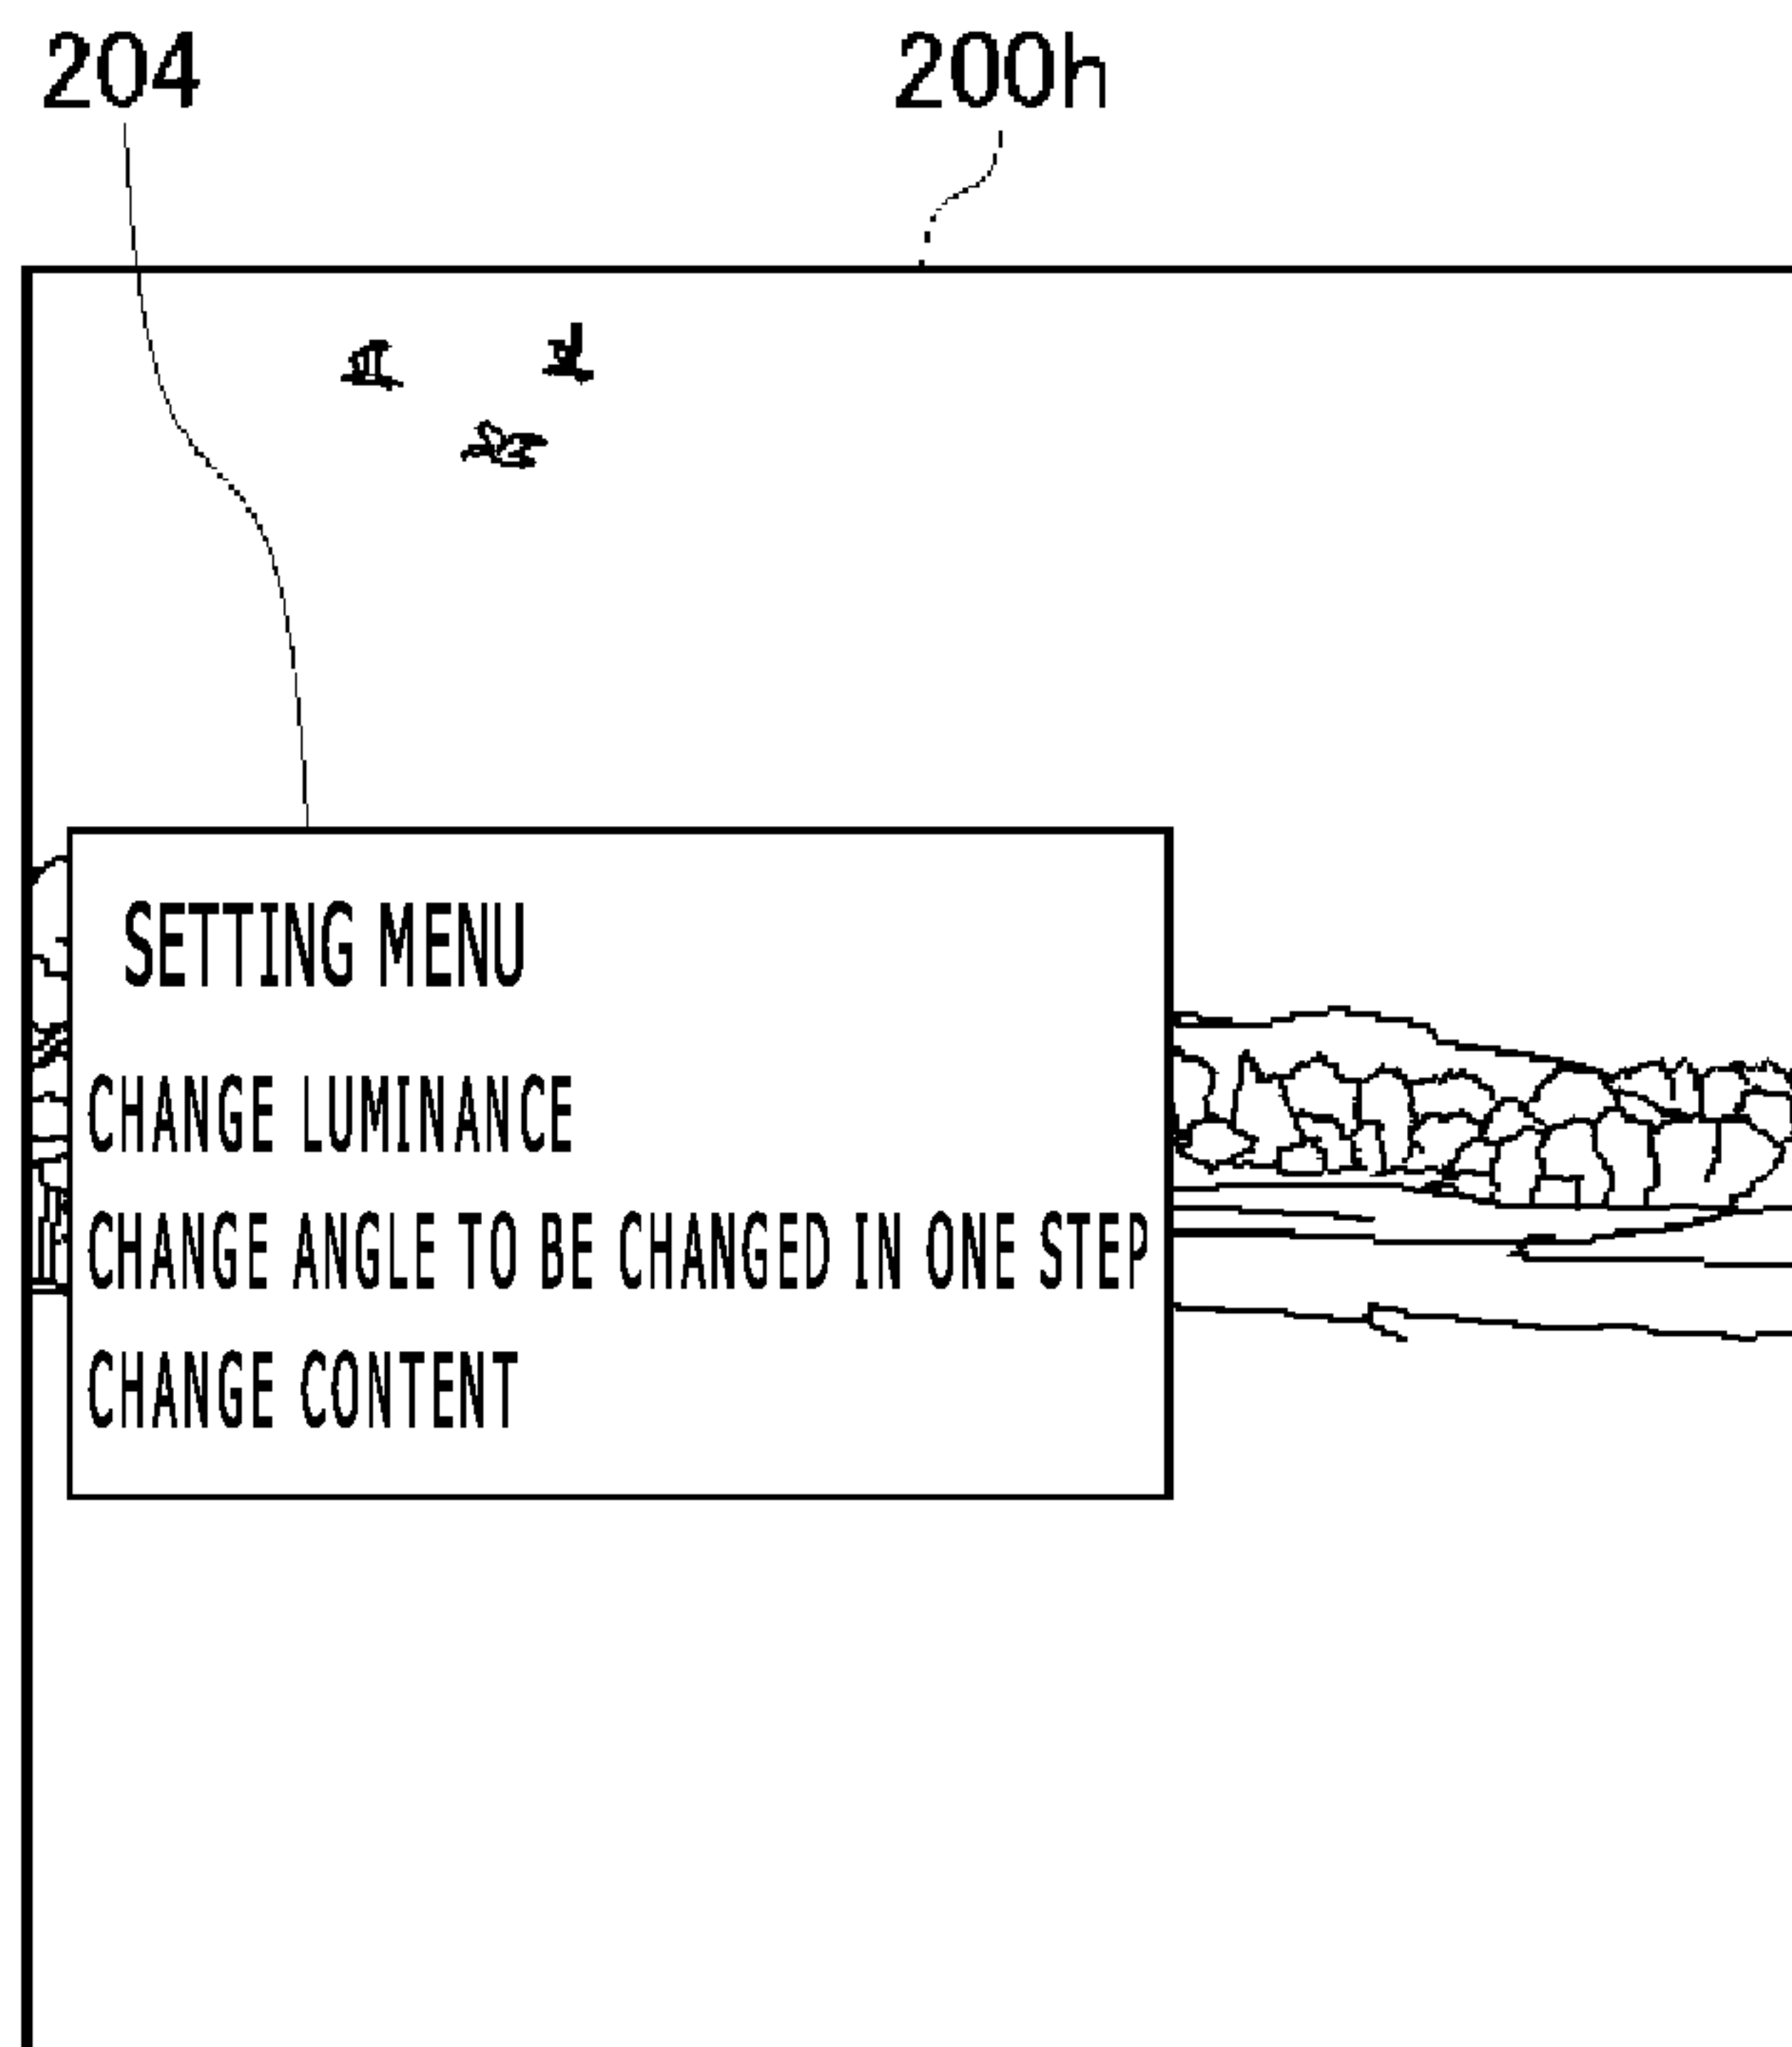 204 200h
SETTING MENU
CHANGE LUMINANCE
CHANGE ANGLE TO BE CHANGED IN ONE STEP
CHANGE CONTENT